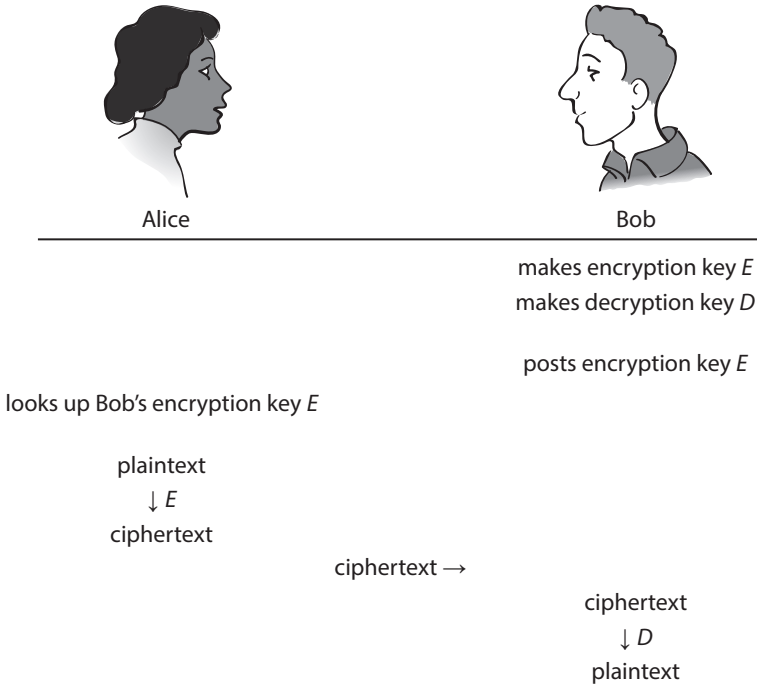 Alice
Bob
makes encryption key E
makes decryption key D
posts encryption key E
looks up Bob's encryption key E
plaintext
↓ E
ciphertext
ciphertext →
ciphertext
↓ D
plaintext